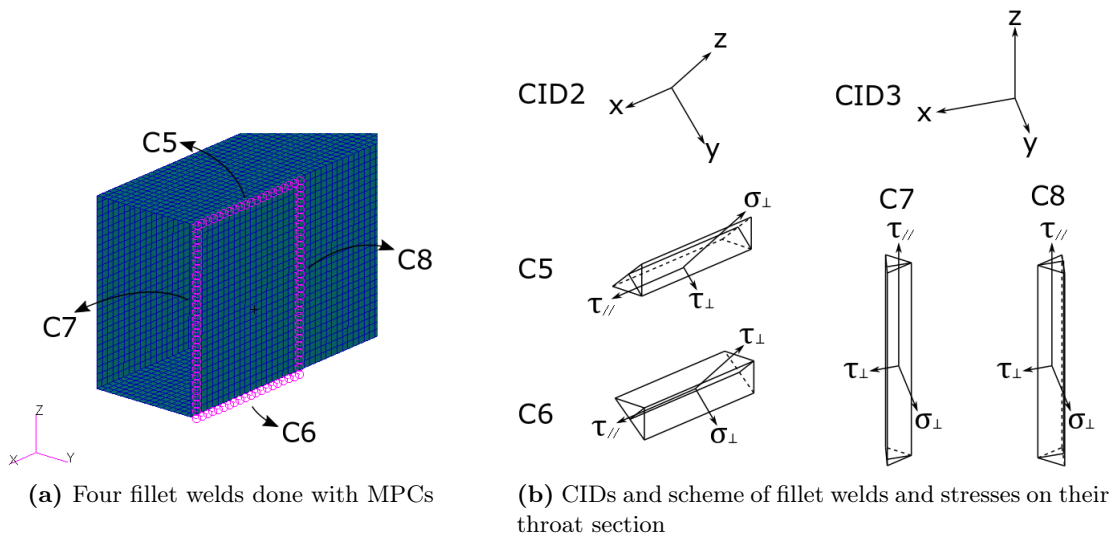 C5
C8
C7
C6
Z
X
Y
(a) Four fillet welds done with MPCs
CID2
z
x
y
CID3
z
x
y
C5
σ⊥
τ//
τ⊥
C6
τ⊥
τ//
σ⊥
C7
τ//
τ⊥
σ⊥
C8
τ//
τ⊥
σ⊥
(b) CIDs and scheme of fillet welds and stresses on their
throat section